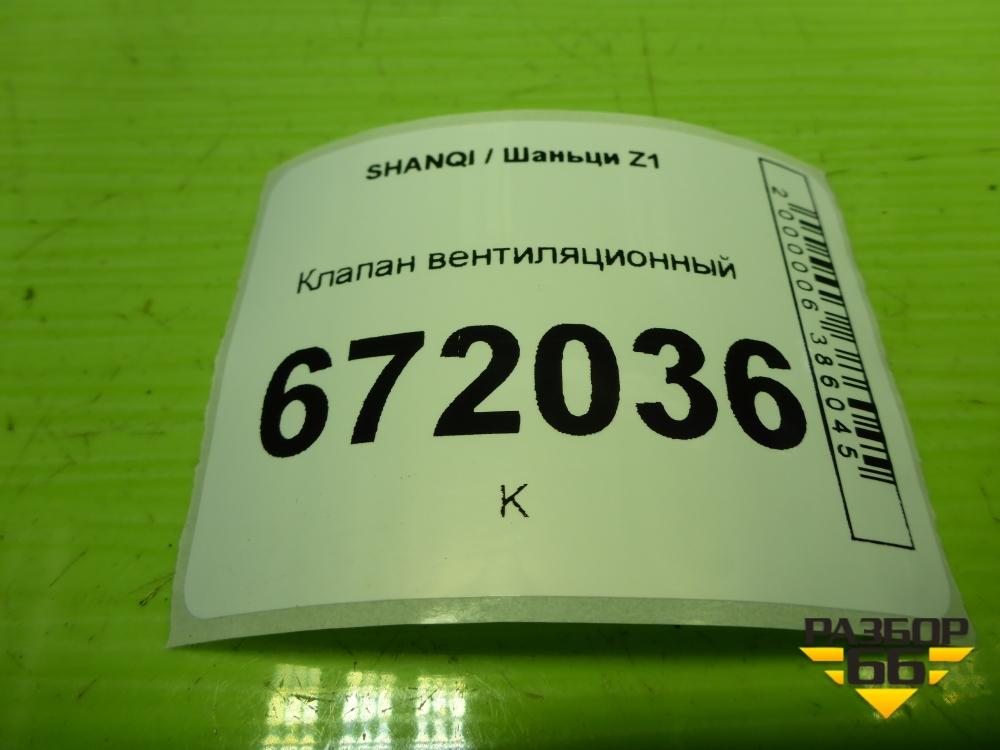 SHANQI / Шаньци Z1
Клапан вентиляционный
672036
К
2000006386045
РАЗБОР
66